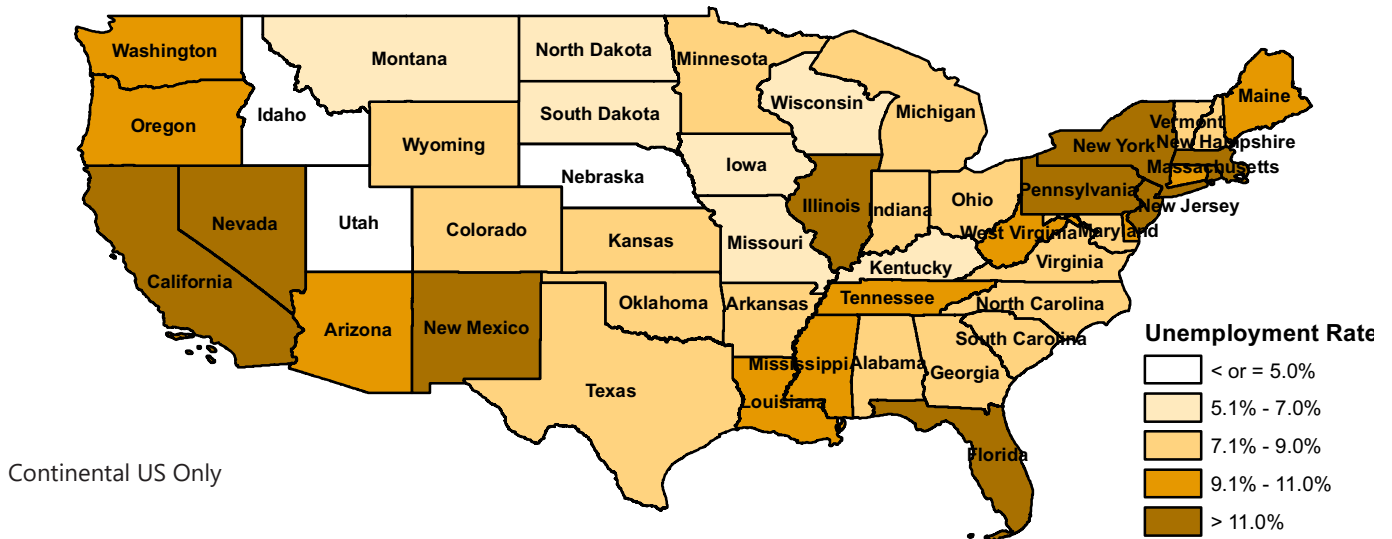 Washington
Montana
North Dakota
Minnesota
Idaho
Oregon
South Dakota
Wisconsin
Michigan
Maine
Wyoming
Vermont
New York
New Hampshire
Iowa
Massachusetts
Nebraska
Pennsylvania
Nevada
Utah
Colorado
Illinois
Indiana
Ohio
New Jersey
Kansas
Missouri
West Virginia
Maryland
California
Kentucky
Virginia
Arizona
New Mexico
Oklahoma
Arkansas
Tennessee
North Carolina
South Carolina
Texas
Louisiana
Mississippi
Alabama
Georgia
Florida
Unemployment Rate
< or = 5.0%
5.1% - 7.0%
7.1% - 9.0%
9.1% - 11.0%
> 11.0%
Continental US Only